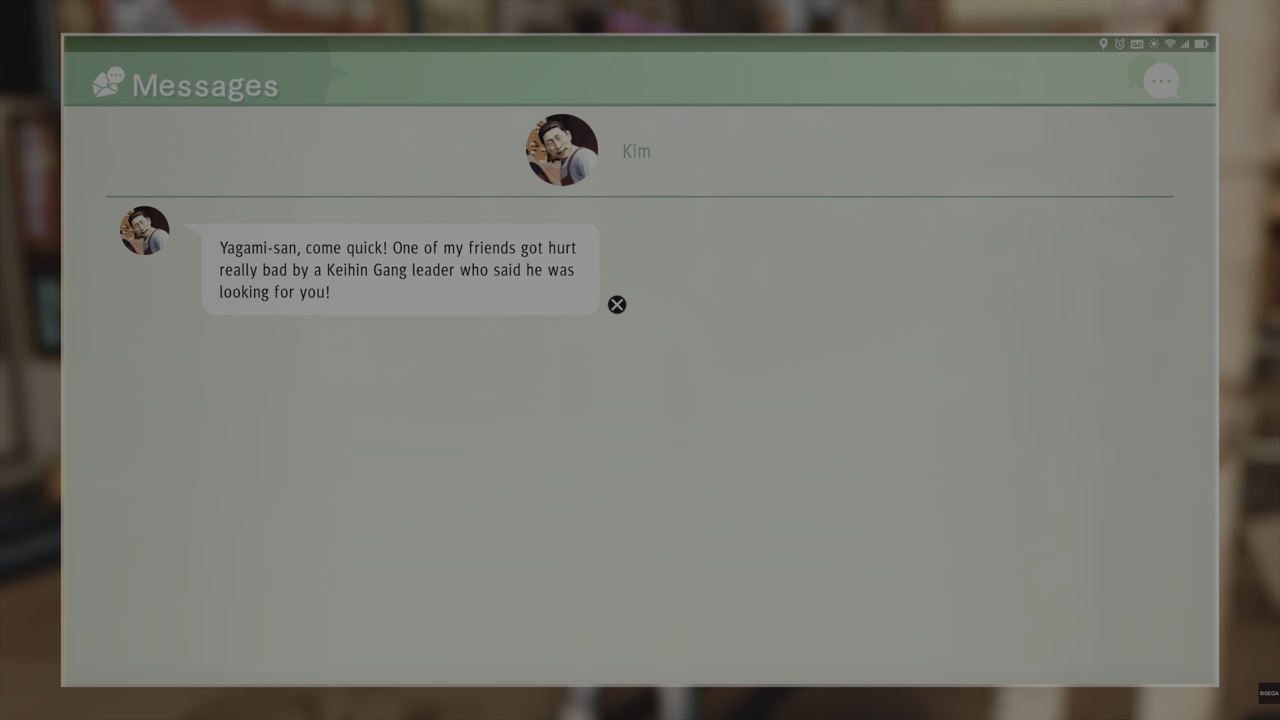 Messages
Kim
Yagami-san, come quick! One of my friends got hurt
really bad by a Keihin Gang leader who said he was
looking for you!
©SEGA